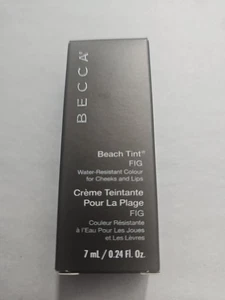 BECCA®
Beach Tint®
FIG
Water-Resistant Colour
for Cheeks and Lips
Crème Teintante
Pour La Plage
FIG
Couleur Résistante
à l'Eau Pour Les Joues
et Les Lèvres
7 mL / 0.24 Fl. Oz.